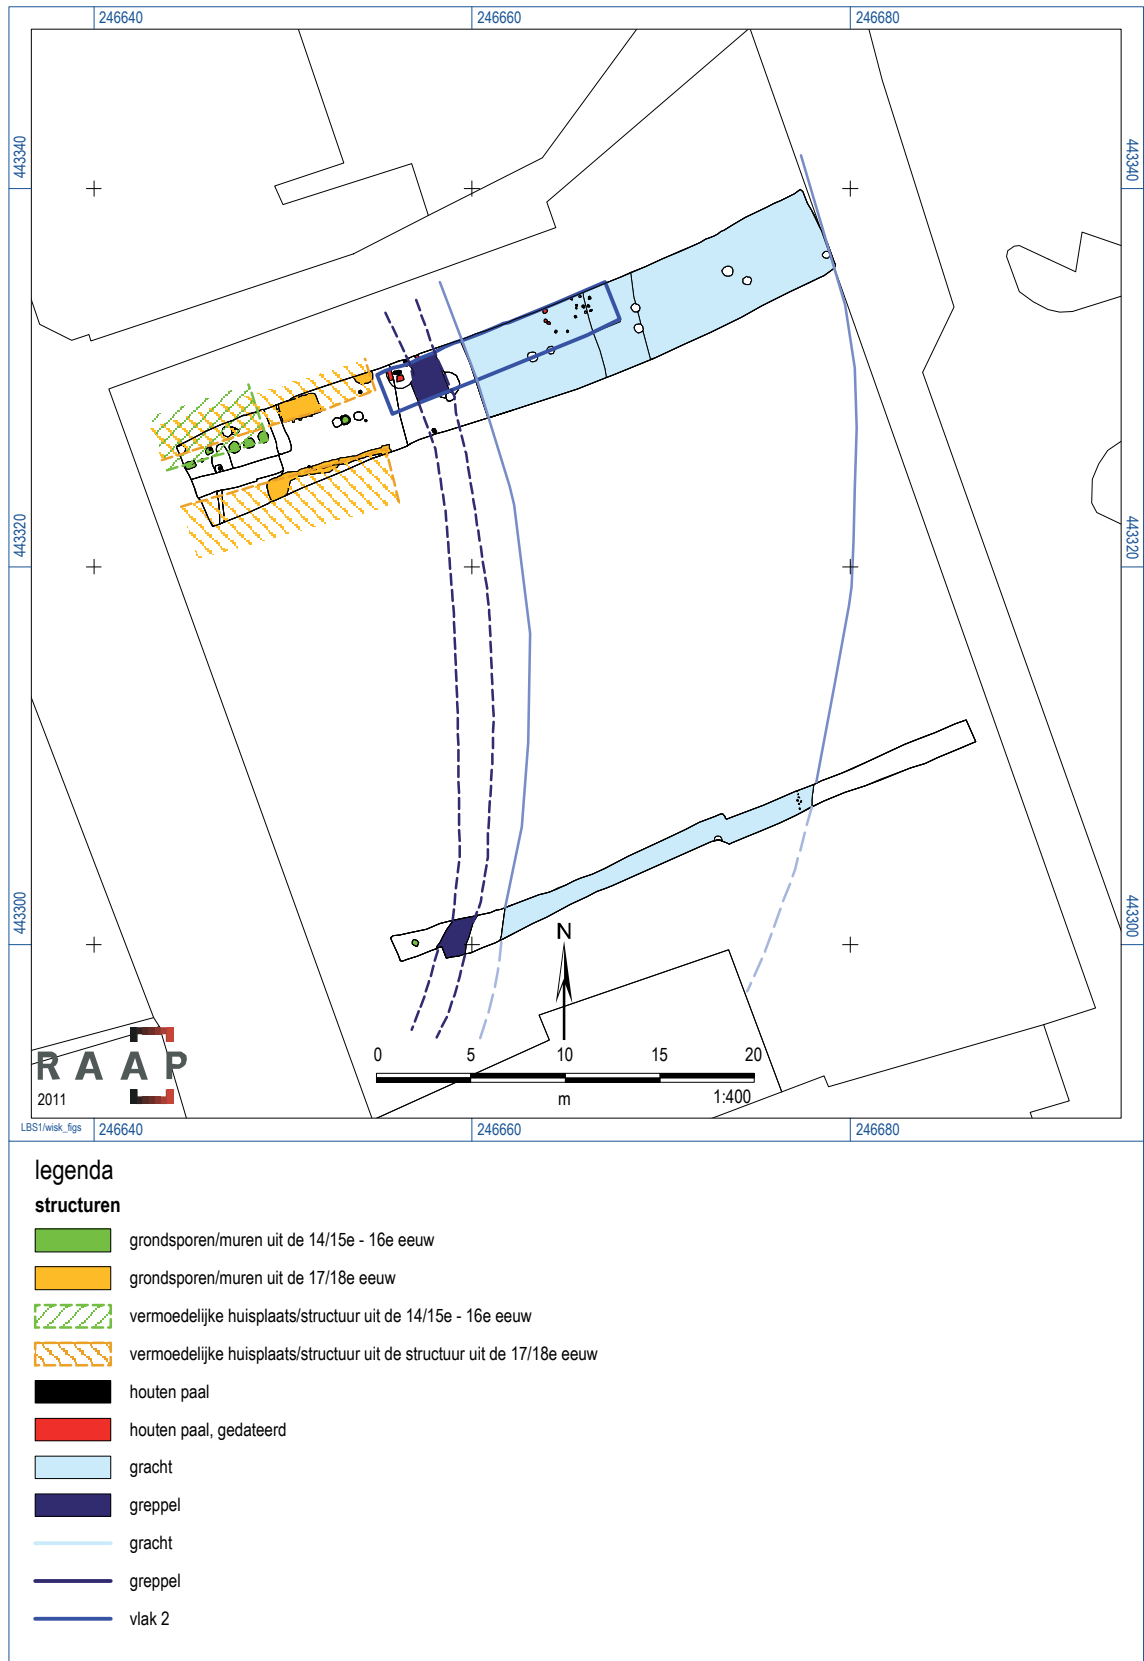 246640
246660
246680
443340
443340
443320
443320
443300
443300
N
0
5
10
15
20
m
1:400
RAAP
2011
LBS1/wisk_figs
246640
246660
246680
legenda
structuren
grondsporen/muren uit de 14/15e - 16e eeuw
grondsporen/muren uit de 17/18e eeuw
vermoedelijke huisplaats/structuur uit de 14/15e - 16e eeuw
vermoedelijke huisplaats/structuur uit de structuur uit de 17/18e eeuw
houten paal
houten paal, gedateerd
gracht
greppel
gracht
greppel
vlak 2